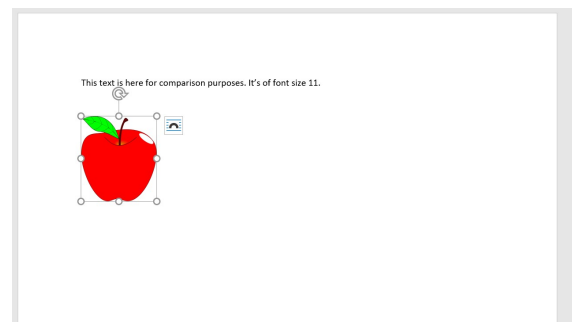 This text is here for comparison purposes. It’s of font size 11.